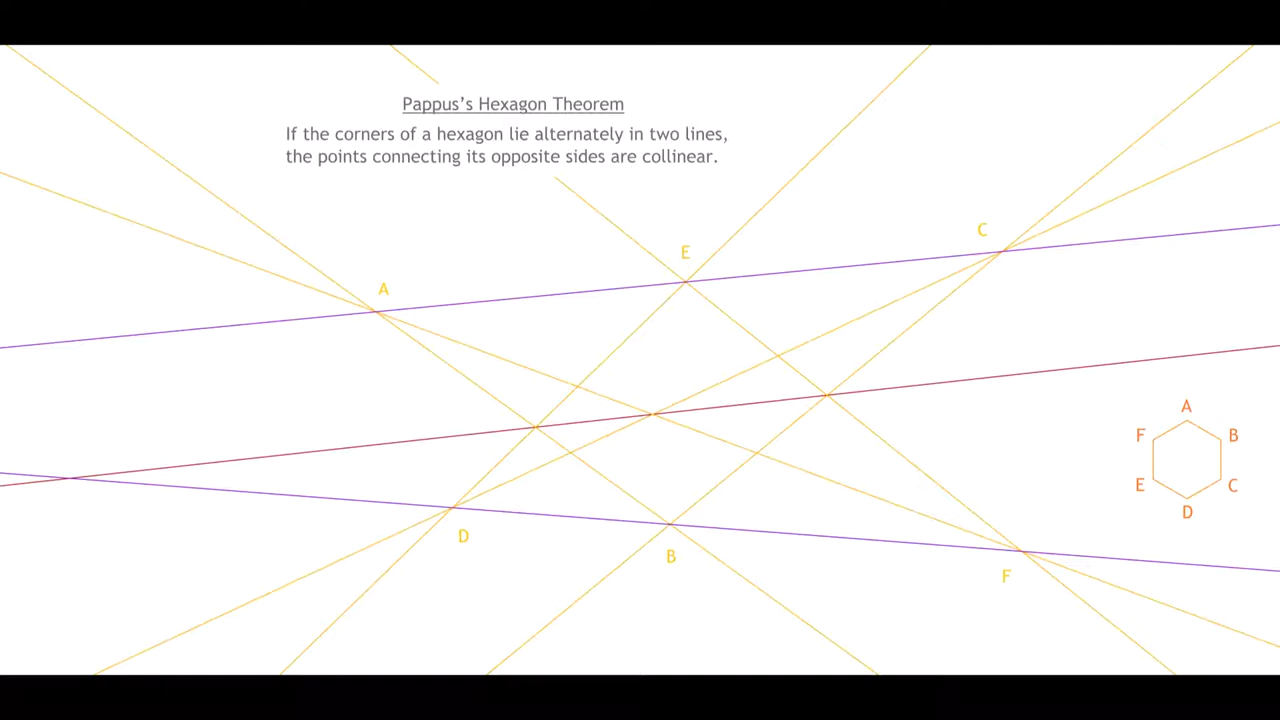 Pappus's Hexagon Theorem
If the corners of a hexagon lie alternately in two lines,
the points connecting its opposite sides are collinear.
C
E
A
A
F
B
E
C
D
D
B
F